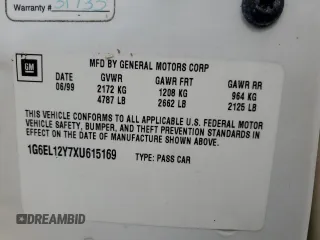 Warranty # 31733
GM
MFD BY GENERAL MOTORS CORP
DATE GVWR GAWR FRT GAWR RR
06/99 2172 KG 1208 KG 964 KG
4787 LB 2662 LB 2125 LB
THIS VEHICLE CONFORMS TO ALL APPLICABLE U.S. FEDERAL MOTOR
VEHICLE SAFETY, BUMPER, AND THEFT PREVENTION STANDARDS IN
EFFECT ON THE DATE OF MANUFACTURE SHOWN ABOVE.
1G6EL12Y7XU615169 TYPE: PASS CAR